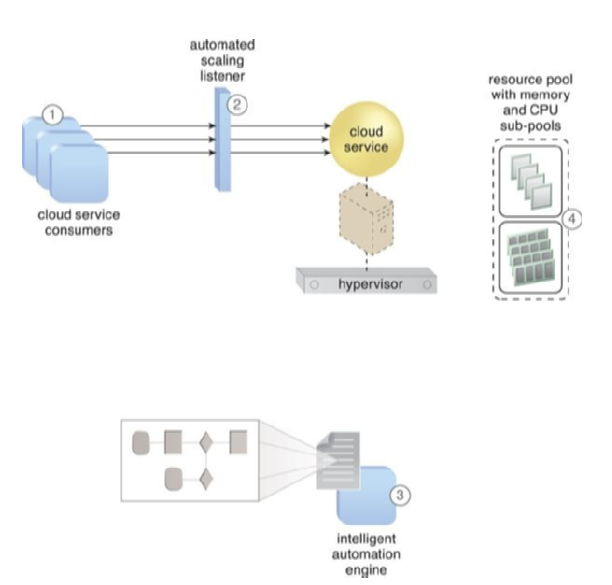 automated
scaling
listener
resource pool
with memory
and CPU
sub-pools
1
2
cloud
service
cloud service
consumers
4
hypervisor
3
intelligent
automation
engine